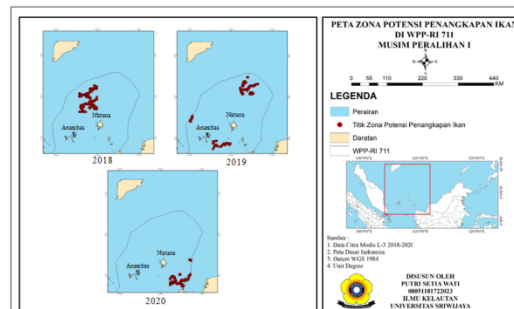 Natuna
Anambas
2018
Natuna
Anambas
2019
Natuna
Anambas
2020
PETA ZONA POTENSI PENANGKAPAN IKAN
DI WPP-RI 711
MUSIM PERALIHAN I
0 55 110 220 330 440
KM
LEGENDA
Perairan
Titik Zona Potensi Penangkapan Ikan
Daratan
WPP-RI 711
Sumber :
1. Data Citra Modis L-3 2018-2020
2. Peta Dasar Indonesia
3. Datum WGS 1984
4. Unit Degree
DISUSUN OLEH
PUTRI SETIA WATI
08051181722023
ILMU KELAUTAN
UNIVERSITAS SRIWIJAYA